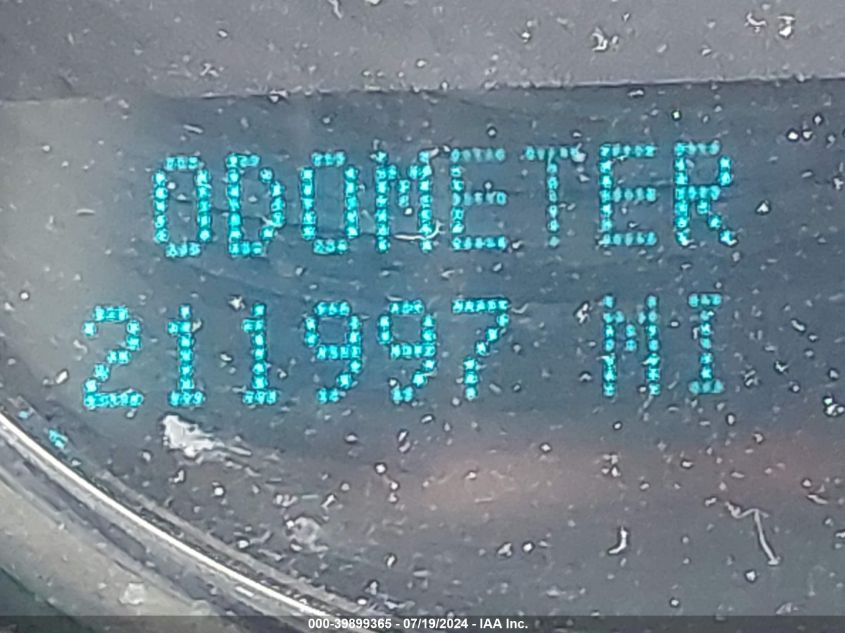 ODOMETER
211997 MI
000-39899365 - 07/19/2024 - IAA Inc.